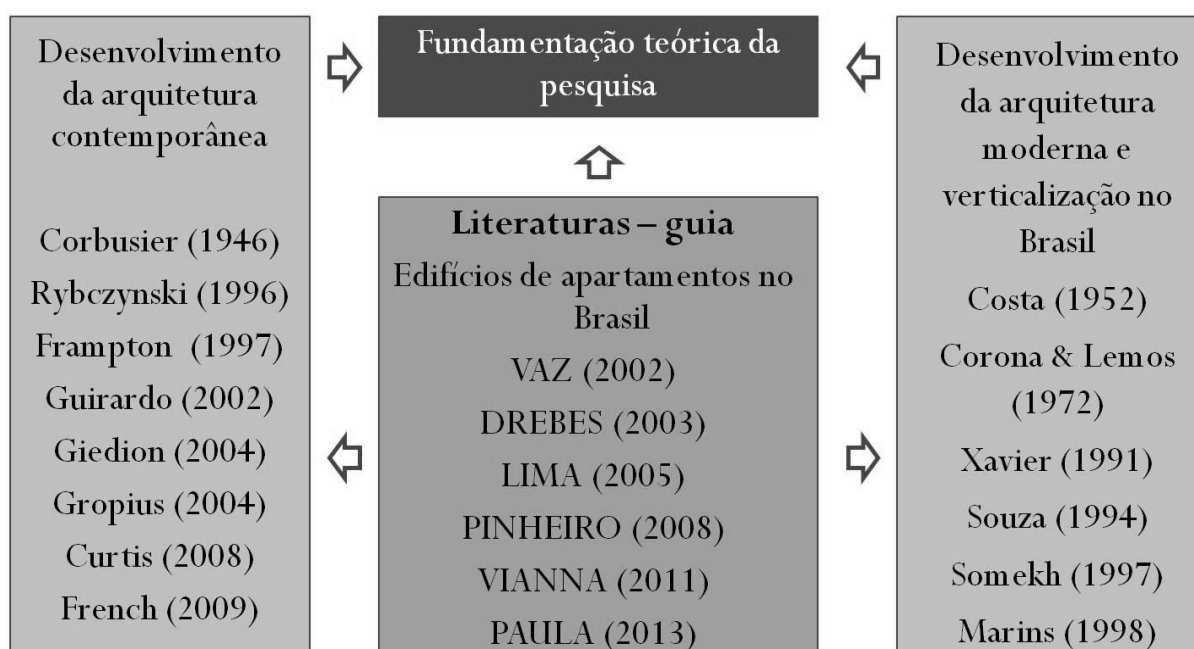 Desenvolvimento
da arquitetura
contemporânea
Corbusier (1946)
Rybczynski (1996)
Frampton (1997)
Guirardo (2002)
Giedion (2004)
Gropius (2004)
Curtis (2008)
French (2009)
Fundamentação teórica da
pesquisa
Literaturas – guia
Edifícios de apartamentos no
Brasil
VAZ (2002)
DREBES (2003)
LIMA (2005)
PINHEIRO (2008)
VIANNA (2011)
PAULA (2013)
Desenvolvimento
da arquitetura
moderna e
verticalização no
Brasil
Costa (1952)
Corona & Lemos
(1972)
Xavier (1991)
Souza (1994)
Somekh (1997)
Marins (1998)